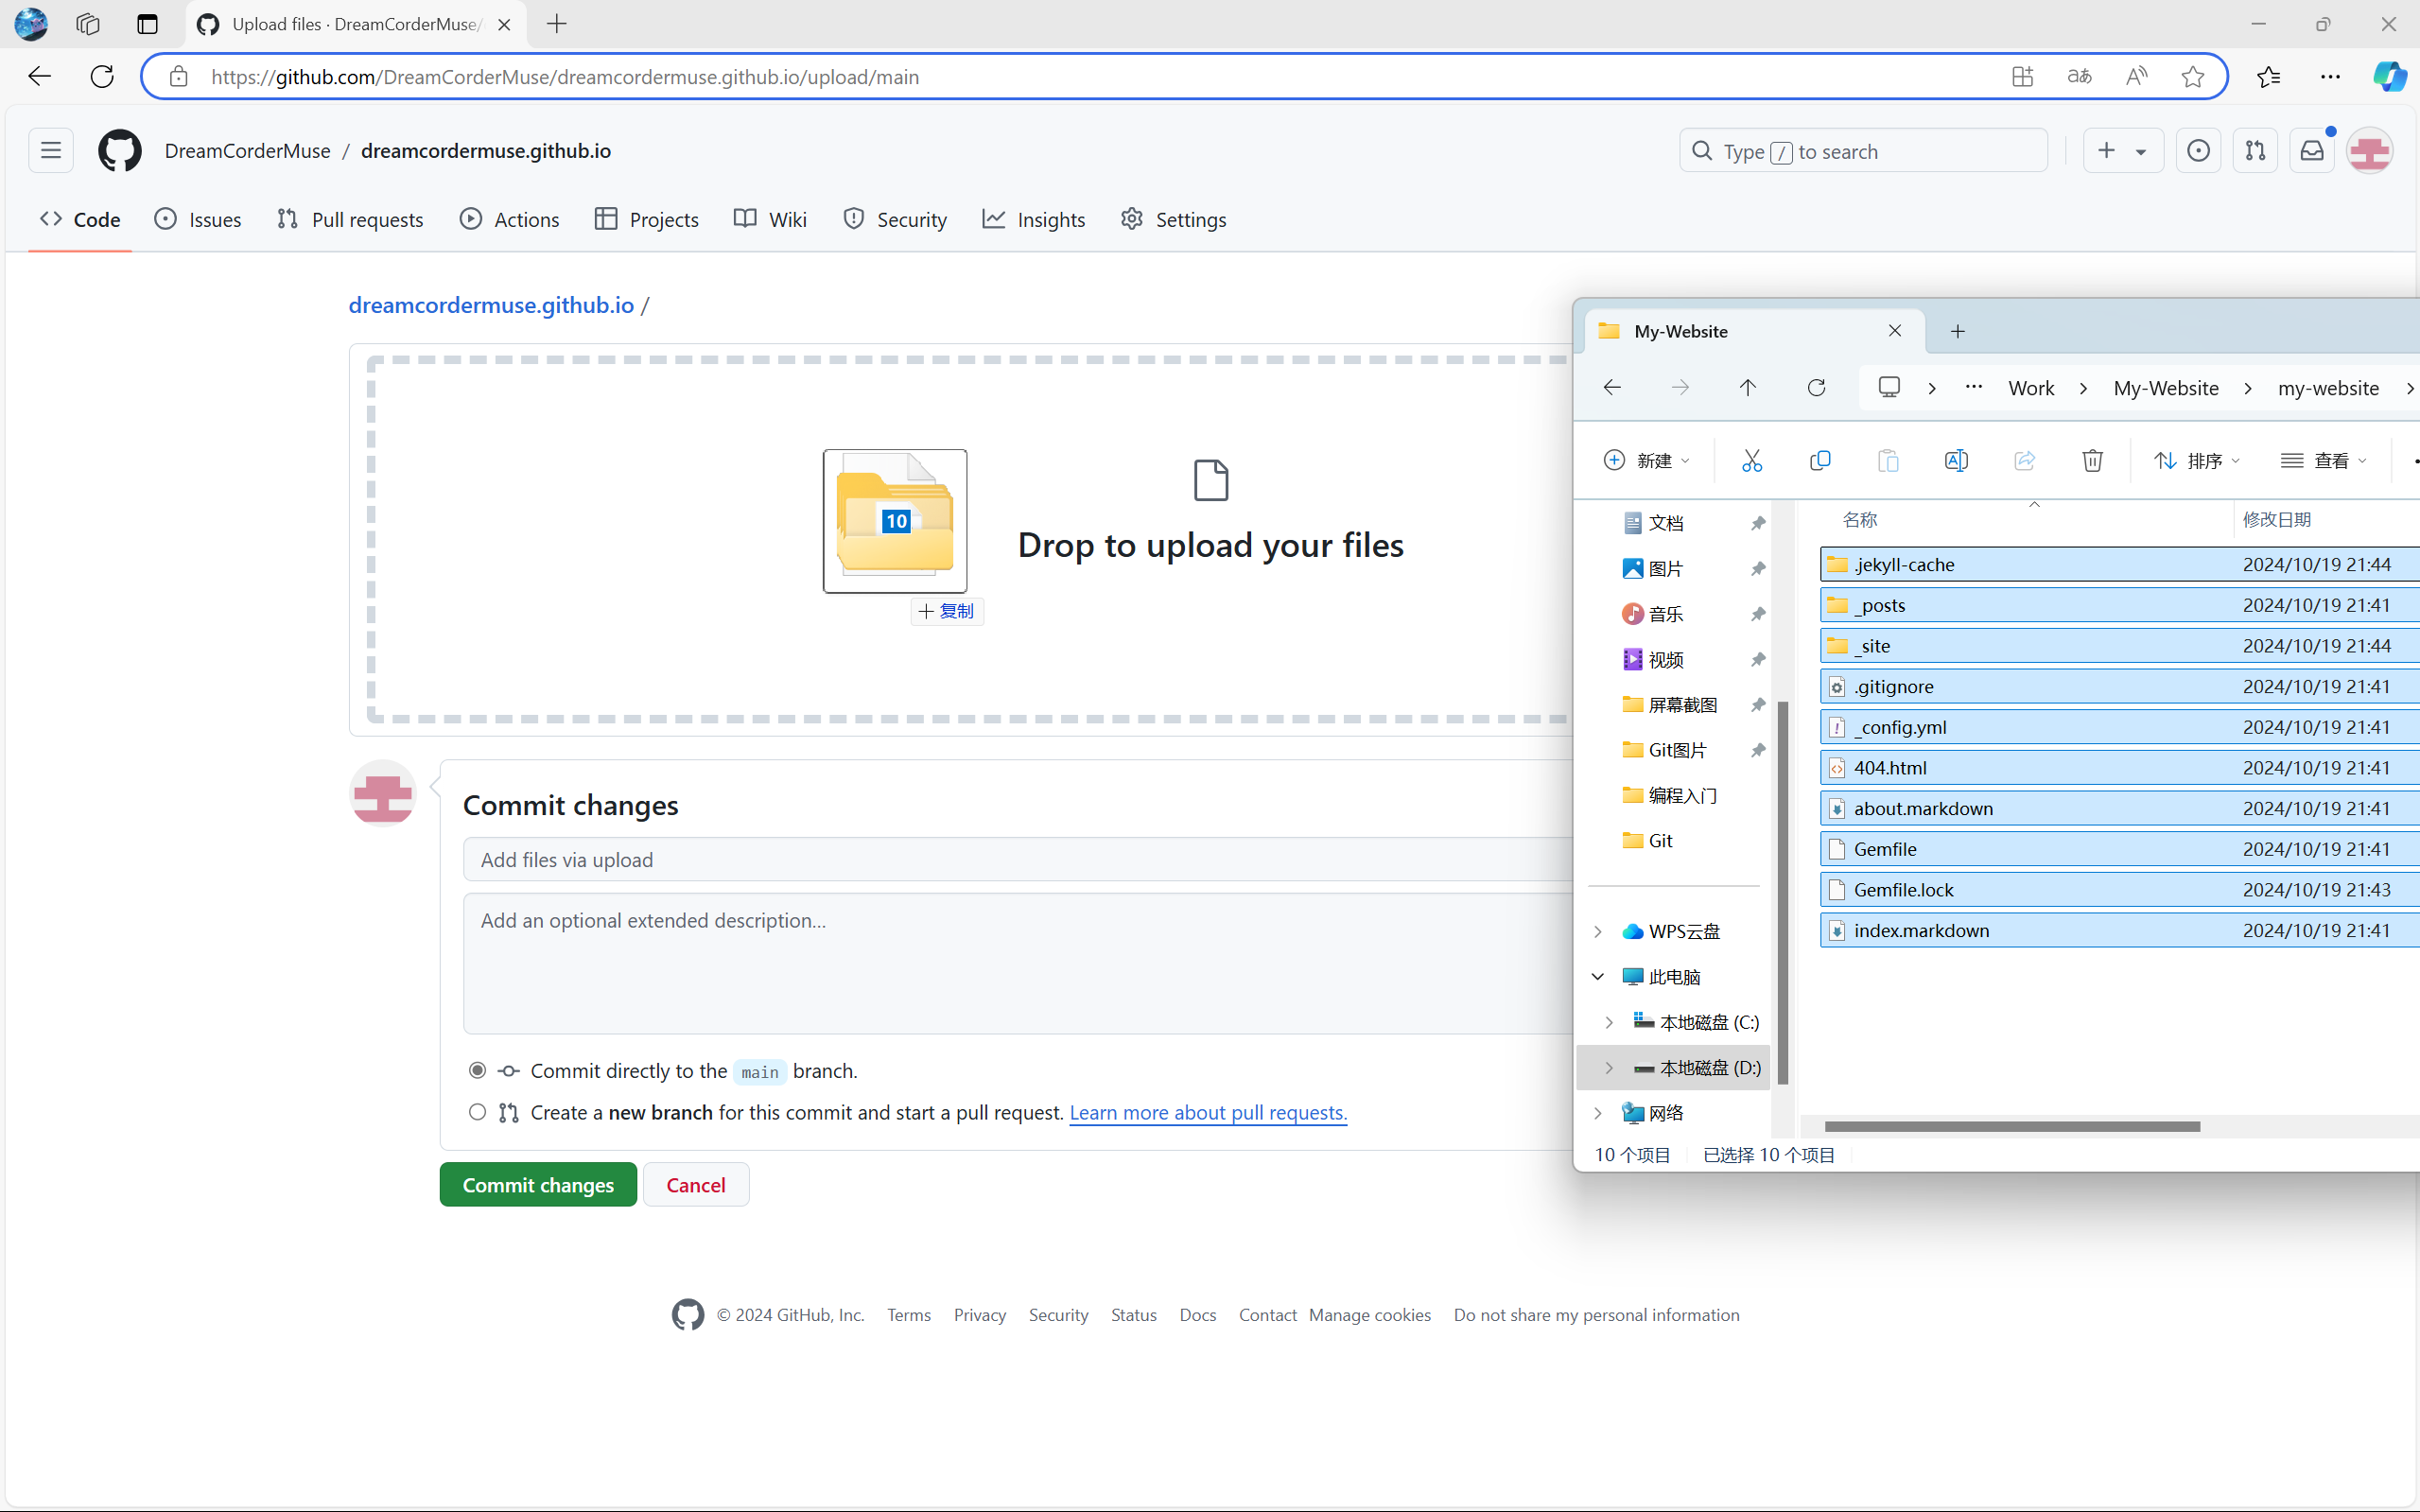 Upload files · DreamCorderMuse/
https://github.com/DreamCorderMuse/dreamcordermuse.github.io/upload/main
DreamCorderMuse / dreamcordermuse.github.io
Type / to search
Code Issues Pull requests Actions Projects Wiki Security Insights Settings
dreamcordermuse.github.io /
10
Drop to upload your files
复制
Commit changes
Add files via upload
Add an optional extended description...
Commit directly to the main branch.
Create a new branch for this commit and start a pull request. Learn more about pull requests.
Commit changes Cancel
© 2024 GitHub, Inc. Terms Privacy Security Status Docs Contact Manage cookies Do not share my personal information
My-Website
Work My-Website my-website
新建 排序 查看
文档
图片
音乐
视频
屏幕截图
Git图片
编程入门
Git
WPS云盘
此电脑
本地磁盘 (C:)
本地磁盘 (D:)
网络
名称 修改日期
.jekyll-cache 2024/10/19 21:44
_posts 2024/10/19 21:41
_site 2024/10/19 21:44
.gitignore 2024/10/19 21:41
_config.yml 2024/10/19 21:41
404.html 2024/10/19 21:41
about.markdown 2024/10/19 21:41
Gemfile 2024/10/19 21:41
Gemfile.lock 2024/10/19 21:43
index.markdown 2024/10/19 21:41
10 个项目 已选择 10 个项目